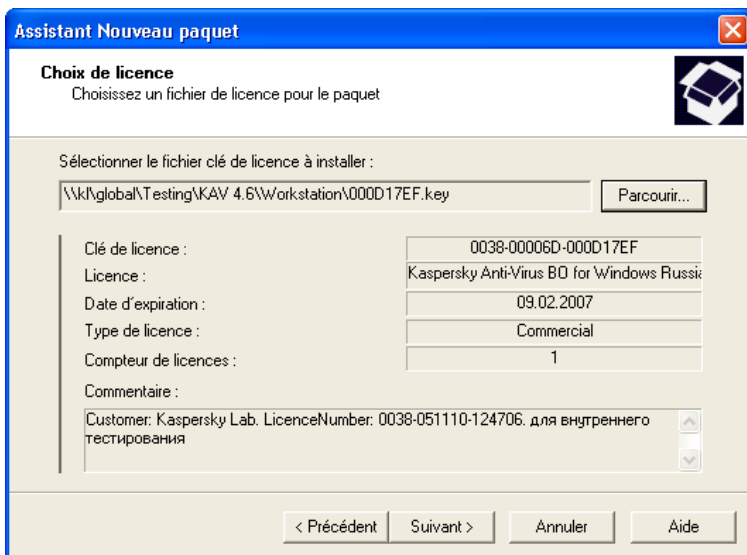 Assistant Nouveau paquet
Choix de licence
Choisissez un fichier de licence pour le paquet
Sélectionner le fichier clé de licence à installer :
\\kl\global\Testing\KAV 4.6\Workstation\000D17EF.key
Parcourir...
Clé de licence : 0038-00006D-000D17EF
Licence : Kaspersky Anti-Virus BO for Windows Russia
Date d'expiration : 09.02.2007
Type de licence : Commercial
Compteur de licences : 1
Commentaire :
Customer: Kaspersky Lab. LicenceNumber: 0038-051110-124706. для внутреннего
тестирования
< Précédent Suivant > Annuler Aide